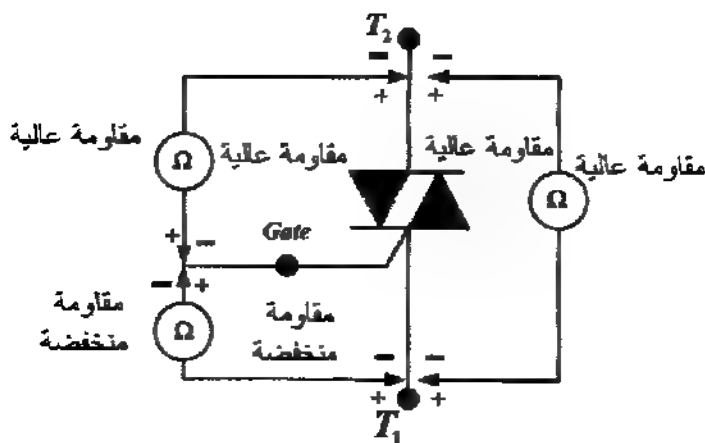 T₂
− −
+ +
مقاومة عالية
Ω
مقاومة عالية
مقاومة عالية
مقاومة عالية
Ω
+ −
Gate
− +
مقاومة
منخفضة
Ω
مقاومة
منخفضة
− −
+ +
T₁